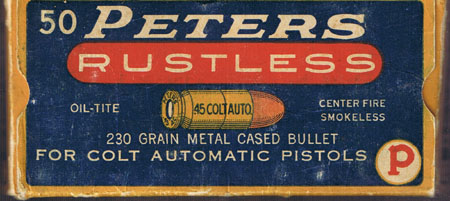 50 PETERS
RUSTLESS
OIL-TITE
.45 COLT AUTO.
CENTER FIRE
SMOKELESS
230 GRAIN METAL CASED BULLET
FOR COLT AUTOMATIC PISTOLS
P